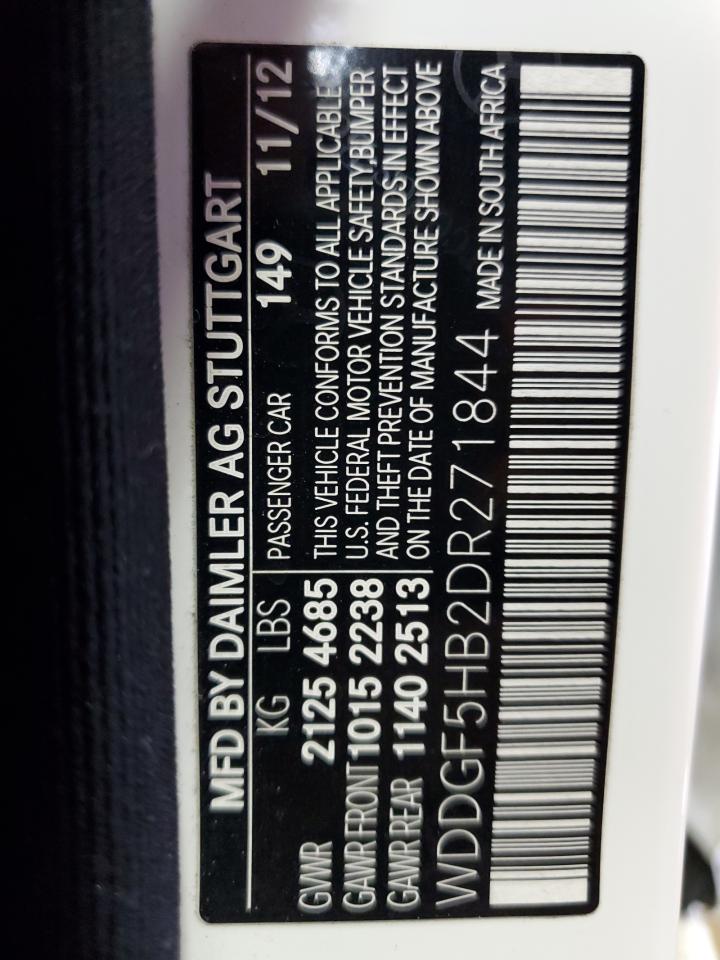 MFD BY DAIMLER AG STUTTGART
KG LBS PASSENGER CAR 149 11/12
GVWR 2125 4685 THIS VEHICLE CONFORMS TO ALL APPLICABLE
GAWR FRONT 1015 2238 U.S. FEDERAL MOTOR VEHICLE SAFETY,BUMPER
GAWR REAR 1140 2513 AND THEFT PREVENTION STANDARDS IN EFFECT
ON THE DATE OF MANUFACTURE SHOWN ABOVE
WDDGF5HB2DR271844 MADE IN SOUTH AFRICA